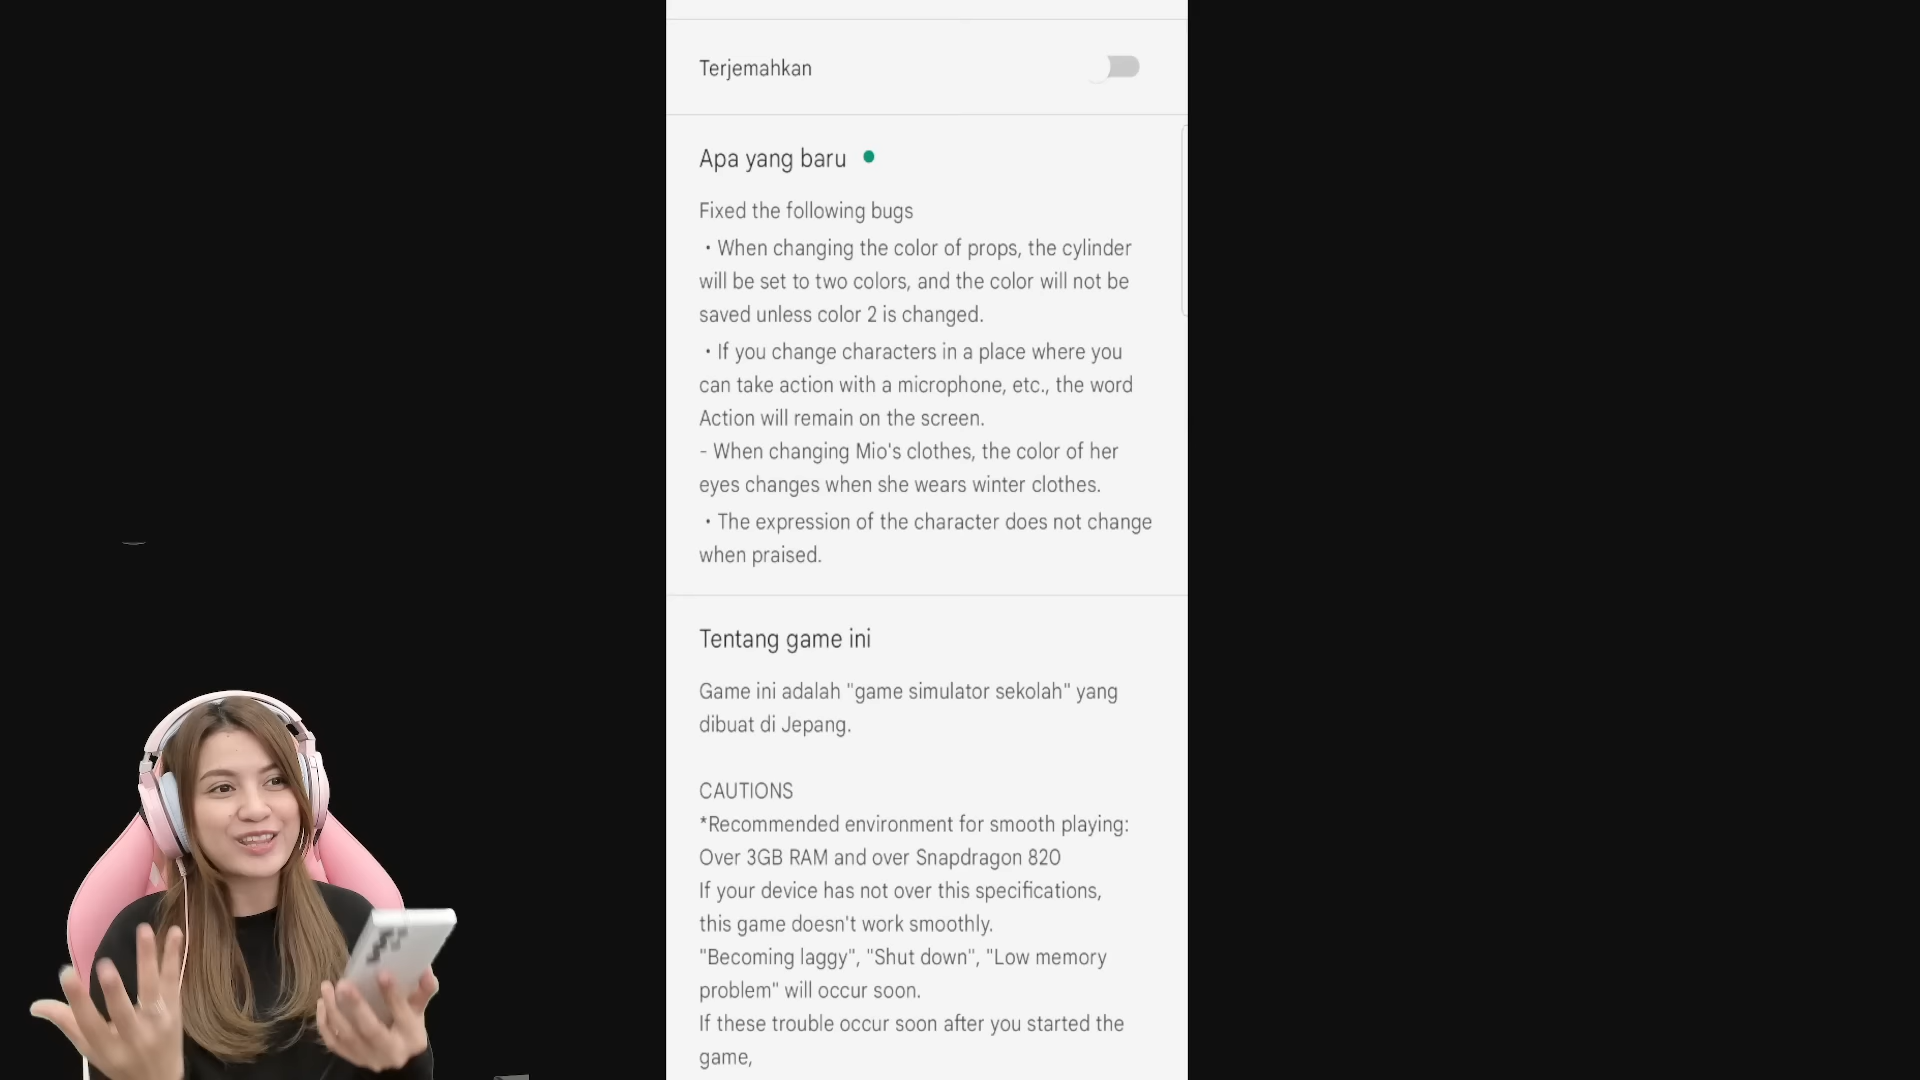 Terjemahkan
Apa yang baru
Fixed the following bugs
・When changing the color of props, the cylinder
will be set to two colors, and the color will not be
saved unless color 2 is changed.
・If you change characters in a place where you
can take action with a microphone, etc., the word
Action will remain on the screen.
- When changing Mio's clothes, the color of her
eyes changes when she wears winter clothes.
・The expression of the character does not change
when praised.
Tentang game ini
Game ini adalah "game simulator sekolah" yang
dibuat di Jepang.
CAUTIONS
*Recommended environment for smooth playing:
Over 3GB RAM and over Snapdragon 820
If your device has not over this specifications,
this game doesn't work smoothly.
"Becoming laggy", "Shut down", "Low memory
problem" will occur soon.
If these trouble occur soon after you started the
game,